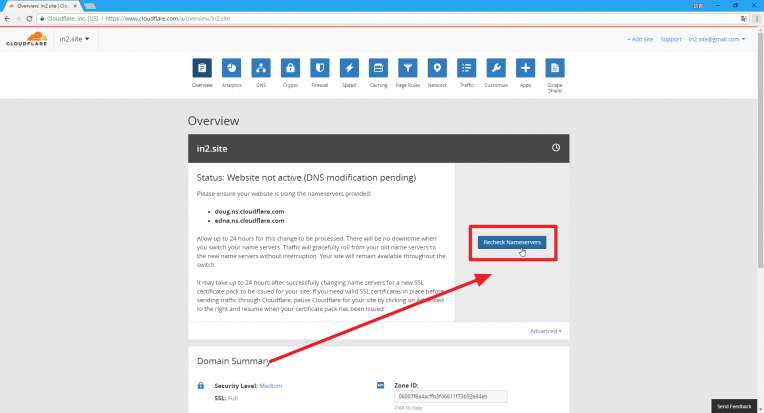 Overview: in2.site | Clou
Cloudflare, Inc. [US]
https://www.cloudflare.com/a/overview/in2.site
CLOUDFLARE
in2.site
+ Add Site
Support
in2.site@gmail.com
Overview
Analytics
DNS
Crypto
Firewall
Speed
Caching
Page Rules
Network
Traffic
Customize
Apps
Scrape
Shield
Overview
in2.site
Status: Website not active (DNS modification pending)
Please ensure your website is using the nameservers provided:
• doug.ns.cloudflare.com
• edna.ns.cloudflare.com
Allow up to 24 hours for this change to be processed. There will be no downtime when
you switch your name servers. Traffic will gracefully roll from your old name servers to
the new name servers without interruption. Your site will remain available throughout the
switch.
It may take up to 24 hours after successfully changing name servers for a new SSL
certificate pack to be issued for your site. If you need valid SSL certificates in place before
sending traffic through Cloudflare, pause Cloudflare for your site by clicking on Advanced
to the right and resume when your certificate pack has been issued
Recheck Nameservers
Advanced
Domain Summary
Security Level: Medium
SSL: Full
Zone ID:
Click to copy
Send Feedback